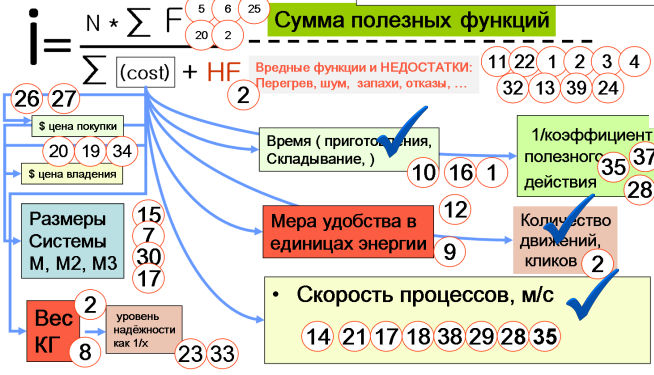 i=
N * ∑ F
5 6 25
20 2
Сумма полезных функций
∑ (cost) + HF
2
Вредные функции и НЕДОСТАТКИ:
Перегрев, шум, запахи, отказы, ...
11 22 1 2 3 4
32 13 39 24
26 27
$ цена покупки
20 19 34
$ цена владения
Время ( приготовления,
Складывание, )
10 16 1
1/коэффициент
полезного
действия
35 37
28
Размеры
Системы
М, М2, М3
15
7
30
17
Мера удобства в
единицах энергии
12
9
Количество
движений,
кликов
2
Вес
КГ
2
8
уровень
надёжности
как 1/х
23 33
• Скорость процессов, м/с
14 21 17 18 38 29 28 35